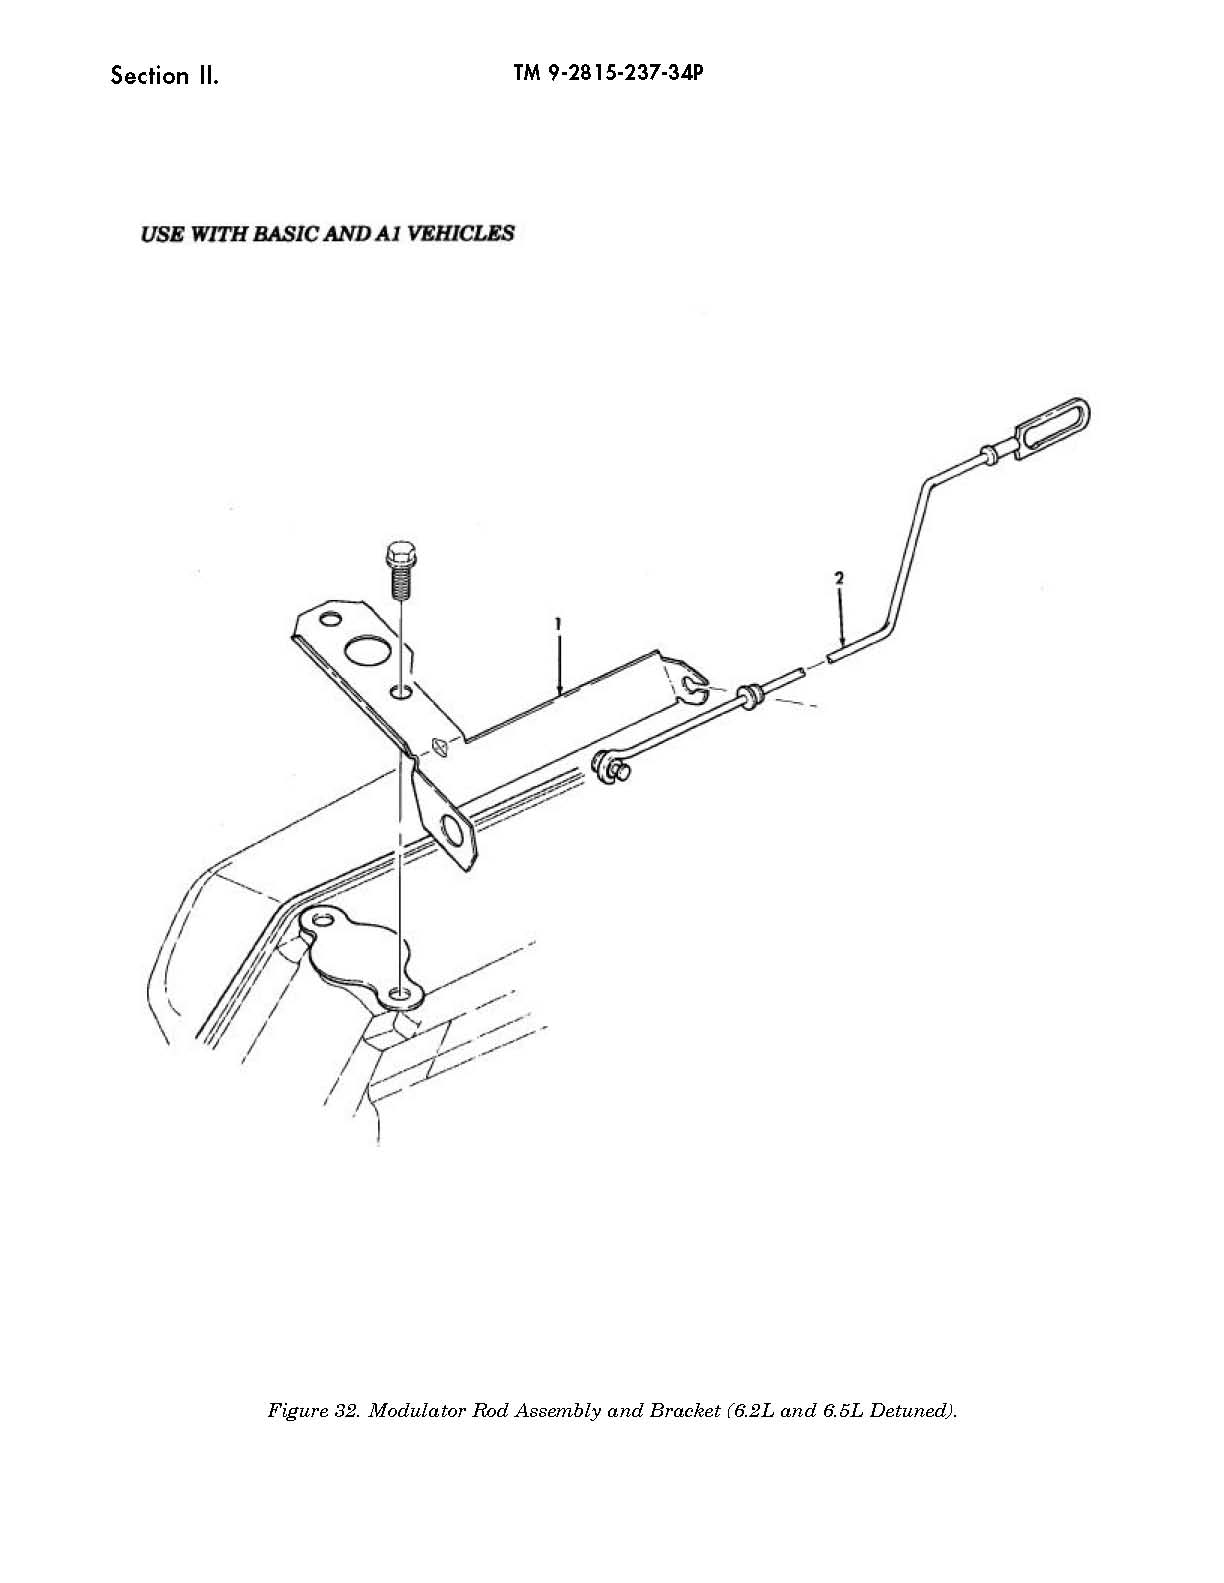 Section II.
TM 9-2815-237-34P
USE WITH BASIC AND A1 VEHICLES
2
1
Figure 32. Modulator Rod Assembly and Bracket (6.2L and 6.5L Detuned).